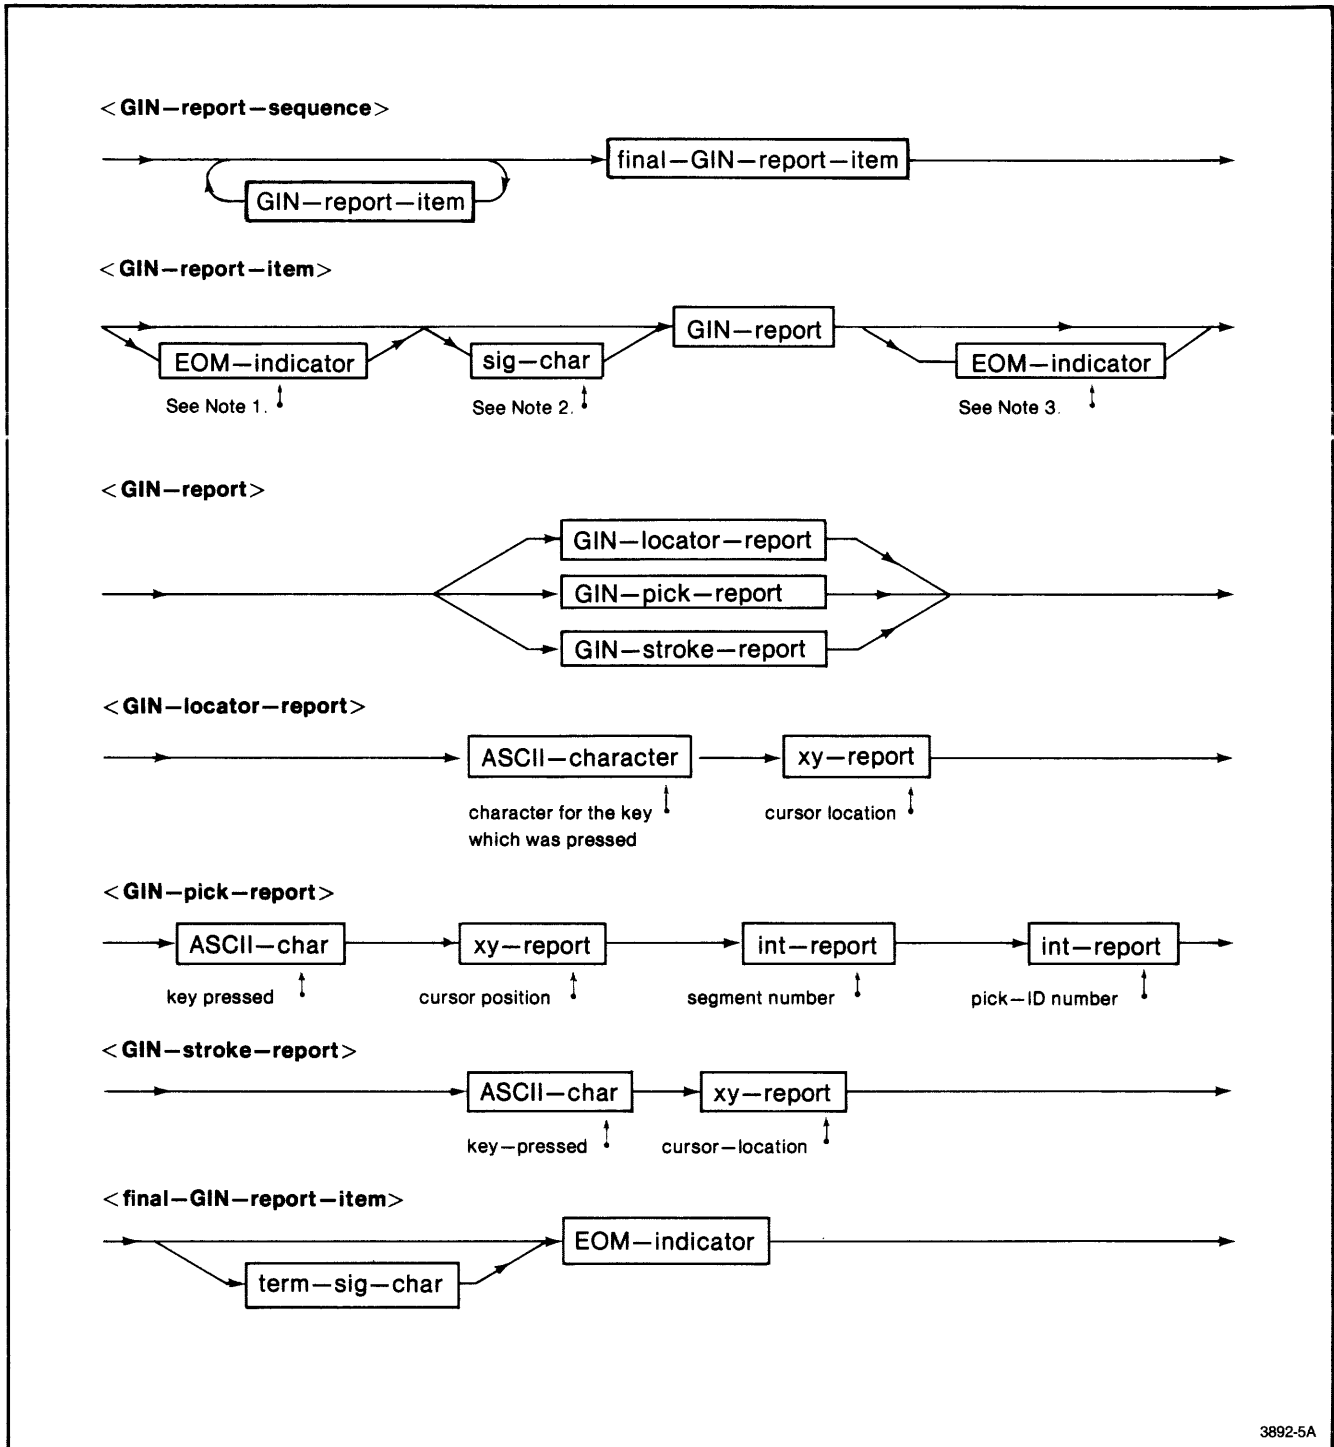 <GIN—report—sequence>
final—GIN—report—item
GIN—report—item
<GIN—report—item>
GIN—report
EOM—indicator
sig—char
EOM—indicator
See Note 1.
See Note 2.
See Note 3.
<GIN—report>
GIN—locator—report
GIN—pick—report
GIN—stroke—report
<GIN—locator—report>
ASCII—character
xy—report
character for the key
which was pressed
cursor location
<GIN—pick—report>
ASCII—char
xy—report
int—report
int—report
key pressed
cursor position
segment number
pick—ID number
<GIN—stroke—report>
ASCII—char
xy—report
key—pressed
cursor—location
<final—GIN—report—item>
EOM—indicator
term—sig—char
3892-5A